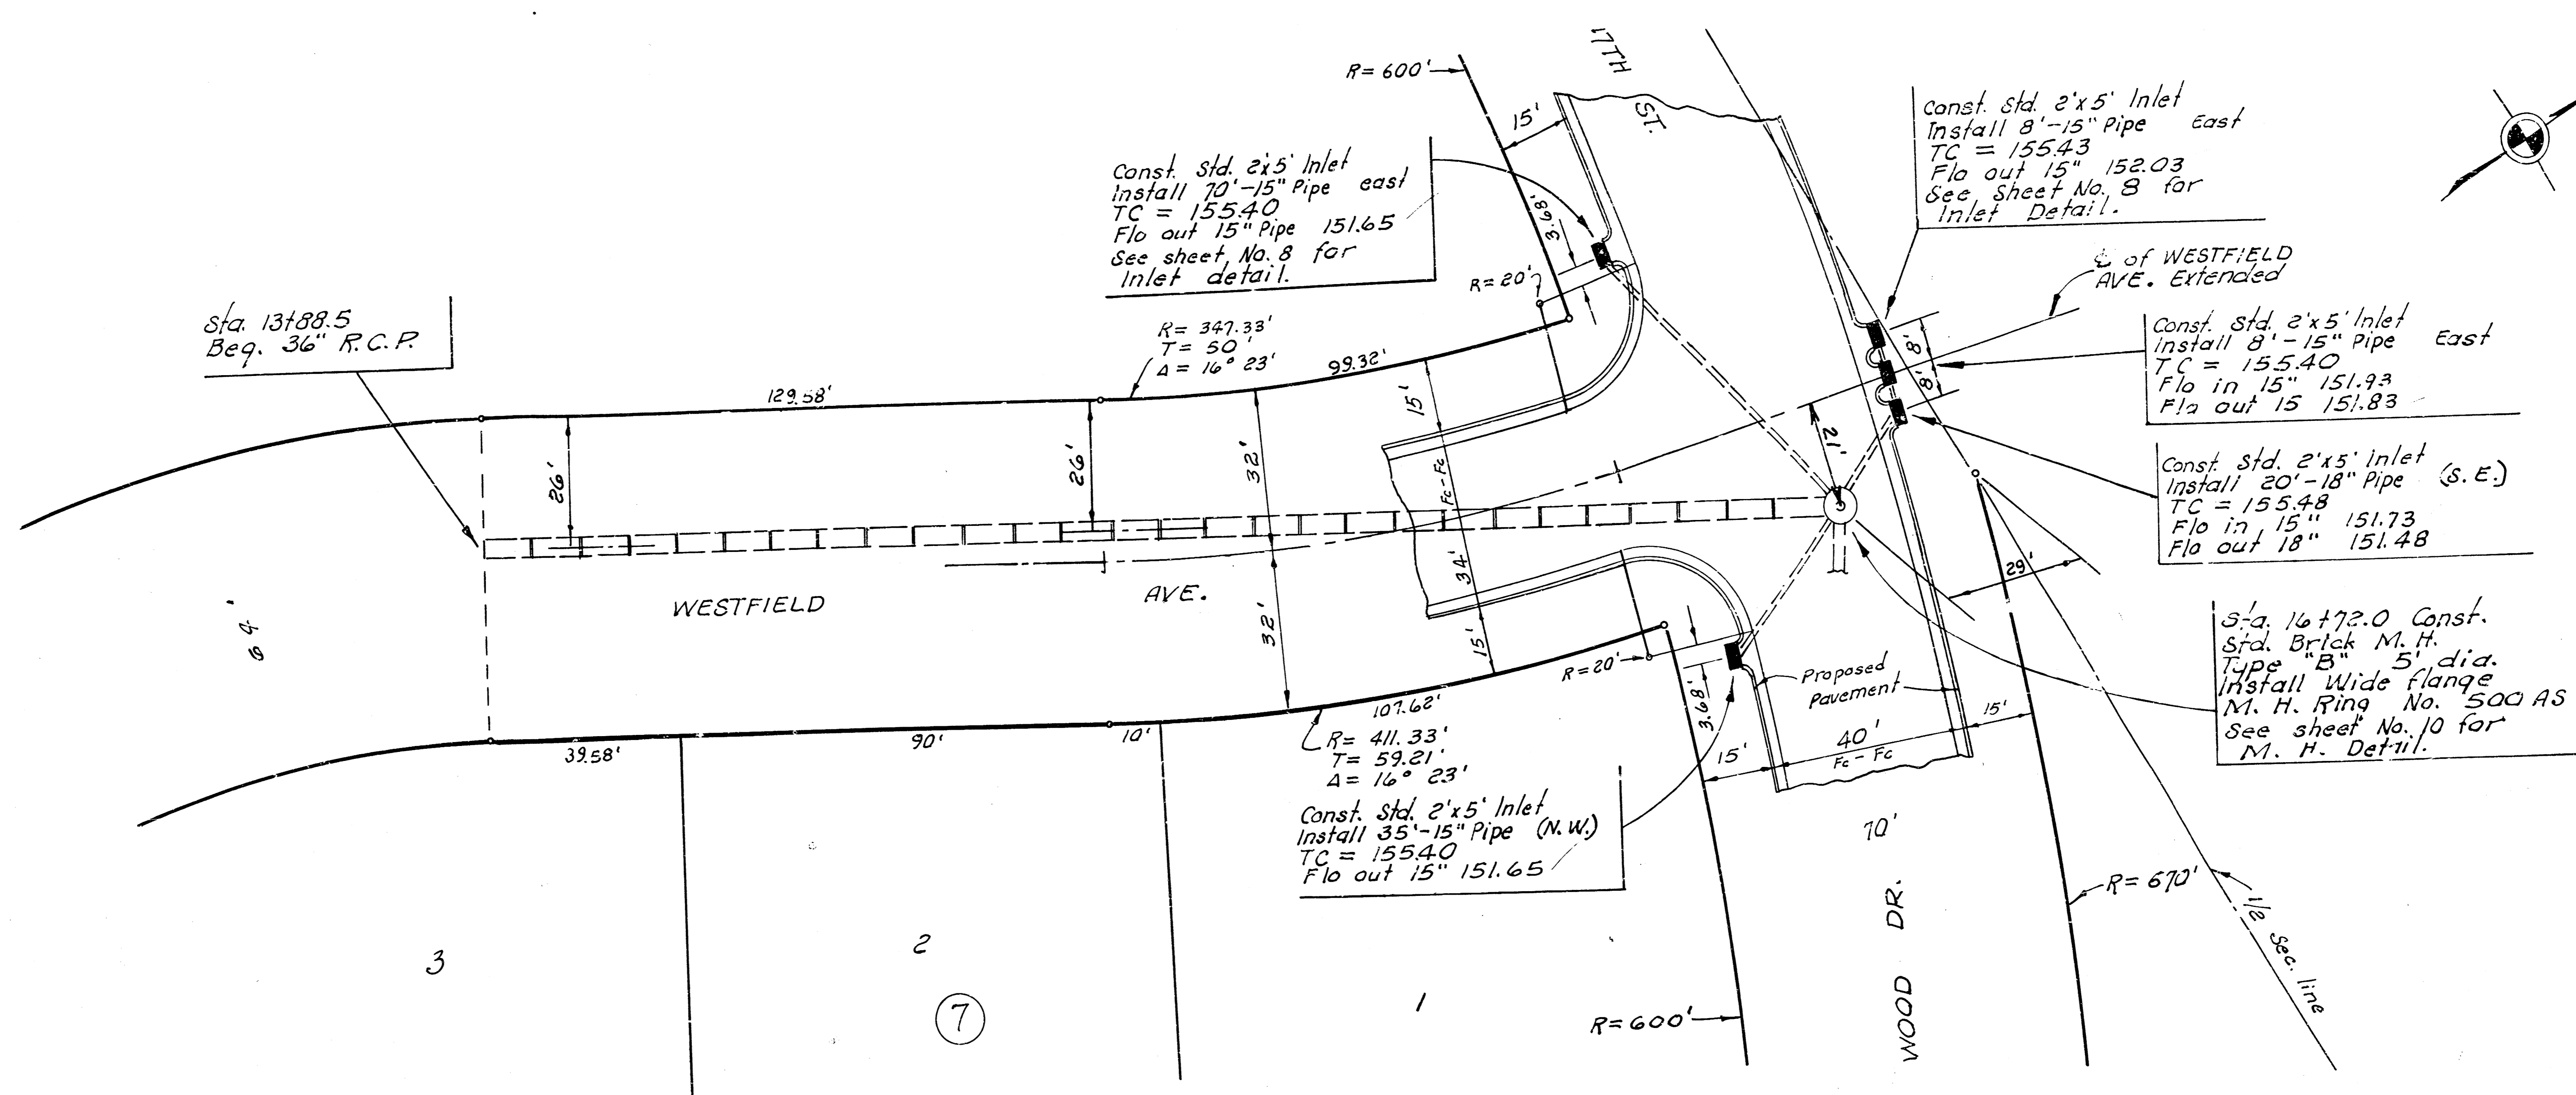 17TH
ST.
R= 600'
15'
Const. Std. 2'x5' Inlet
Install 70'-15" Pipe east
TC = 155.40
Flo out 15" Pipe 151.65
See sheet No. 8 for
Inlet detail.
3.68'
R=20'
Const. Std. 2'x5' Inlet
Install 8'-15" Pipe East
TC = 155.43
Flo out 15" 152.03
See Sheet No. 8 for
Inlet Detail.
℄ of WESTFIELD
AVE. Extended
Const. Std. 2'x5' Inlet
Install 8'-15" Pipe East
TC = 155.40
Flo in 15" 151.93
Flo out 15 151.83
8'
8'
21'
Const. Std. 2'x5' Inlet
Install 20'-18" Pipe (S.E.)
TC = 155.48
Flo in 15" 151.73
Flo out 18" 151.48
29'
Sta. 16+72.0 Const.
Std. Brick M.H.
Type "B" 5' dia.
Install Wide flange
M. H. Ring No. 500 AS
See sheet No. 10 for
M. H. Detail.
Sta. 13+88.5
Beg. 36" R.C.P.
R= 347.33'
T= 50'
Δ= 16° 23'
129.58'
99.32'
26'
26'
32'
32'
15'
Fc-Fc
34'
15'
64'
WESTFIELD AVE.
R=20'
3.68'
Proposed
Pavement
15'
40'
Fc-Fc
15'
39.58'
90'
10'
107.62'
R= 411.33'
T= 59.21'
Δ= 16° 23'
Const. Std. 2'x5' Inlet
Install 35'-15" Pipe (N.W.)
TC = 155.40
Flo out 15" 151.65
70'
R=670'
1/2 Sec. line
WOOD DR.
R=600'
3
2
7
1